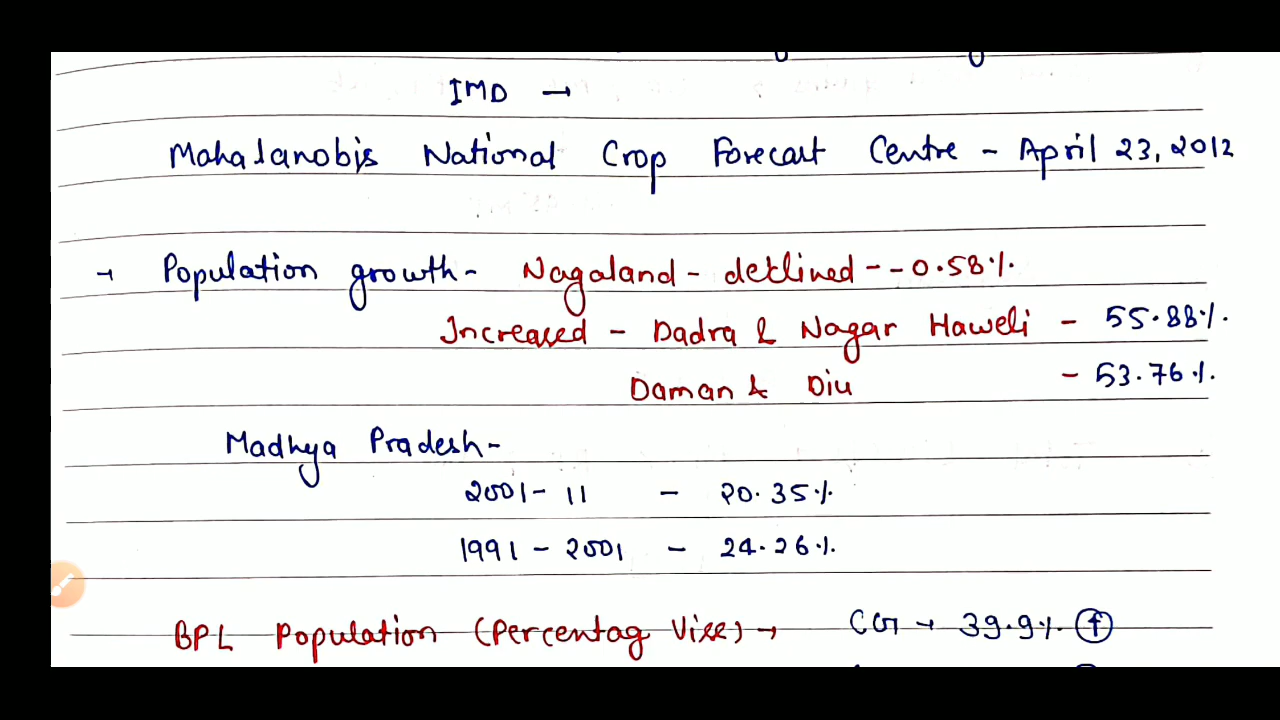 IMD →
Mahalanobis National Crop Forecast Centre - April 23, 2012
→ Population growth - Nagaland - declined - -0.58%.
Increased - Dadra & Nagar Haweli - 55.88%.
Daman & Diu - 53.76%.
Madhya Pradesh -
2001 - 11 - 20.35%.
1991 - 2001 - 24.26%.
BPL Population (Percentag Vise) → CG → 39.9% ↑